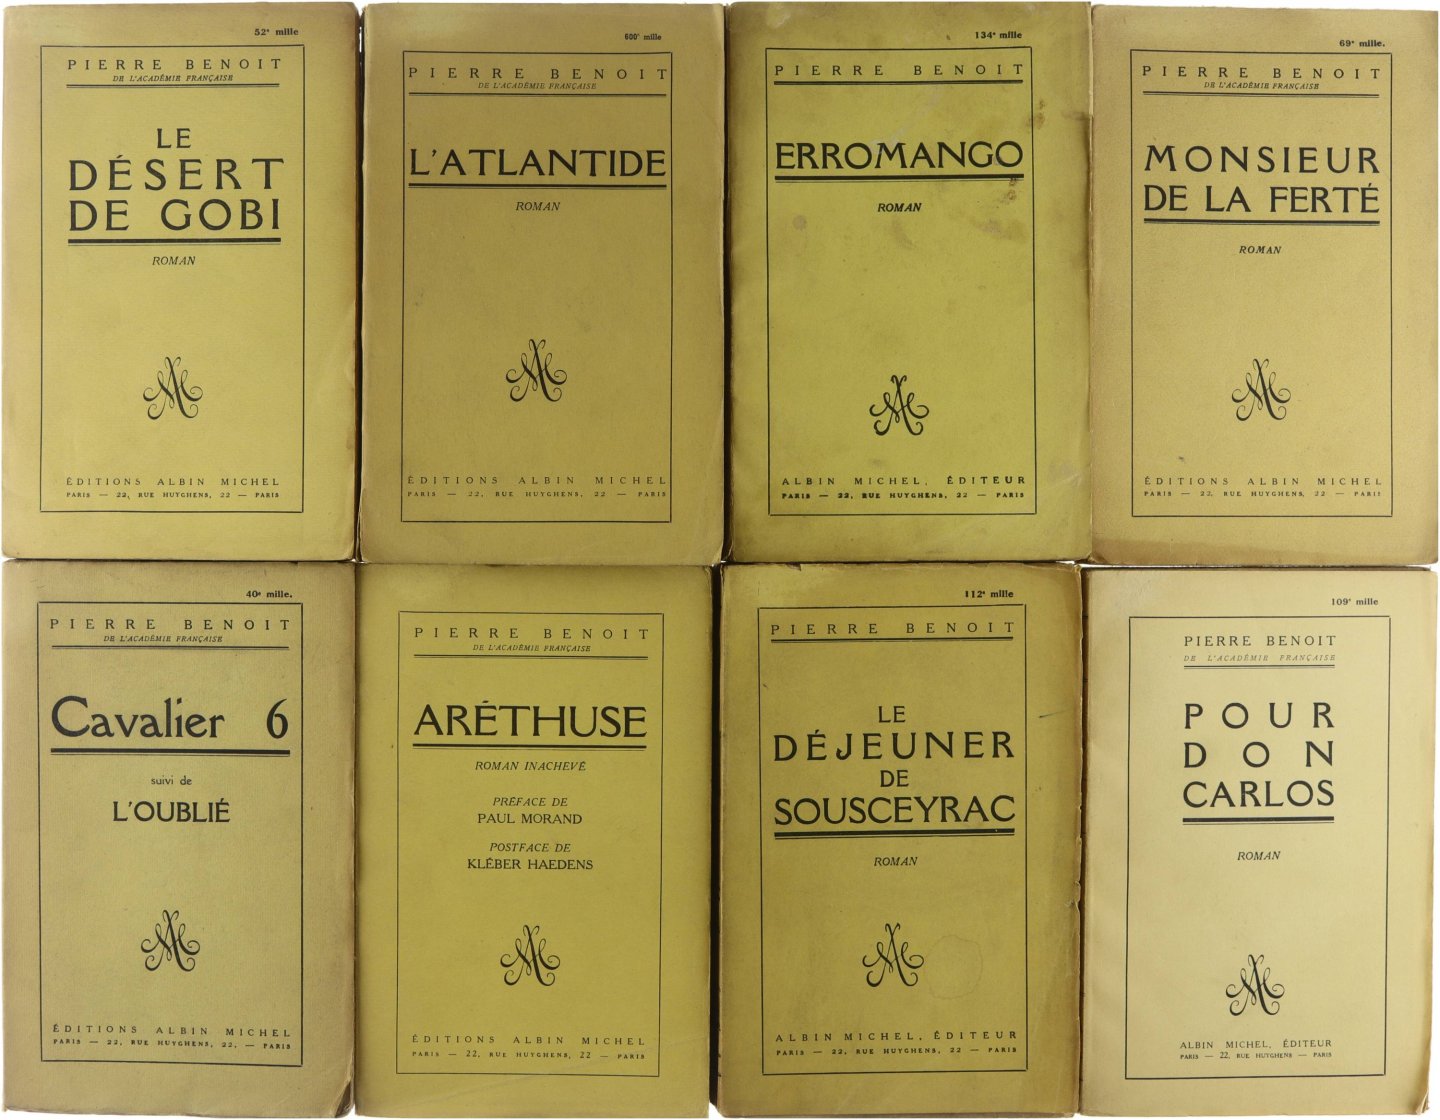 52e mille
PIERRE BENOIT
DE L'ACADÉMIE FRANÇAISE
LE
DÉSERT
DE GOBI
ROMAN
ÉDITIONS ALBIN MICHEL
PARIS — 22, RUE HUYGHENS, 22 — PARIS
600e mille
PIERRE BENOIT
DE L'ACADÉMIE FRANÇAISE
L'ATLANTIDE
ROMAN
ÉDITIONS ALBIN MICHEL
PARIS — 22, RUE HUYGHENS, 22 — PARIS
134e mille
PIERRE BENOIT
ERROMANGO
ROMAN
ALBIN MICHEL, ÉDITEUR
PARIS — 22, RUE HUYGHENS, 22 — PARIS
69e mille.
PIERRE BENOIT
DE L'ACADÉMIE FRANÇAISE
MONSIEUR
DE LA FERTÉ
ROMAN
ÉDITIONS ALBIN MICHEL
PARIS — 22, RUE HUYGHENS, 22 — PARIS
40e mille.
PIERRE BENOIT
DE L'ACADÉMIE FRANÇAISE
Cavalier 6
suivi de
L'OUBLIÉ
ÉDITIONS ALBIN MICHEL
PARIS — 22, RUE HUYGHENS, 22, — PARIS
PIERRE BENOIT
DE L'ACADÉMIE FRANÇAISE
ARÉTHUSE
ROMAN INACHEVÉ
PRÉFACE DE
PAUL MORAND
POSTFACE DE
KLÉBER HAEDENS
ÉDITIONS ALBIN MICHEL
PARIS — 22, RUE HUYGHENS, 22 — PARIS
112e mille
PIERRE BENOIT
LE
DÉJEUNER
DE
SOUSCEYRAC
ROMAN
ALBIN MICHEL, ÉDITEUR
PARIS — 22, RUE HUYGHENS, 22 — PARIS
109e mille
PIERRE BENOIT
DE L'ACADÉMIE FRANÇAISE
POUR
DON
CARLOS
ROMAN
ALBIN MICHEL, ÉDITEUR
PARIS — 22, RUE HUYGHENS, 22 — PARIS